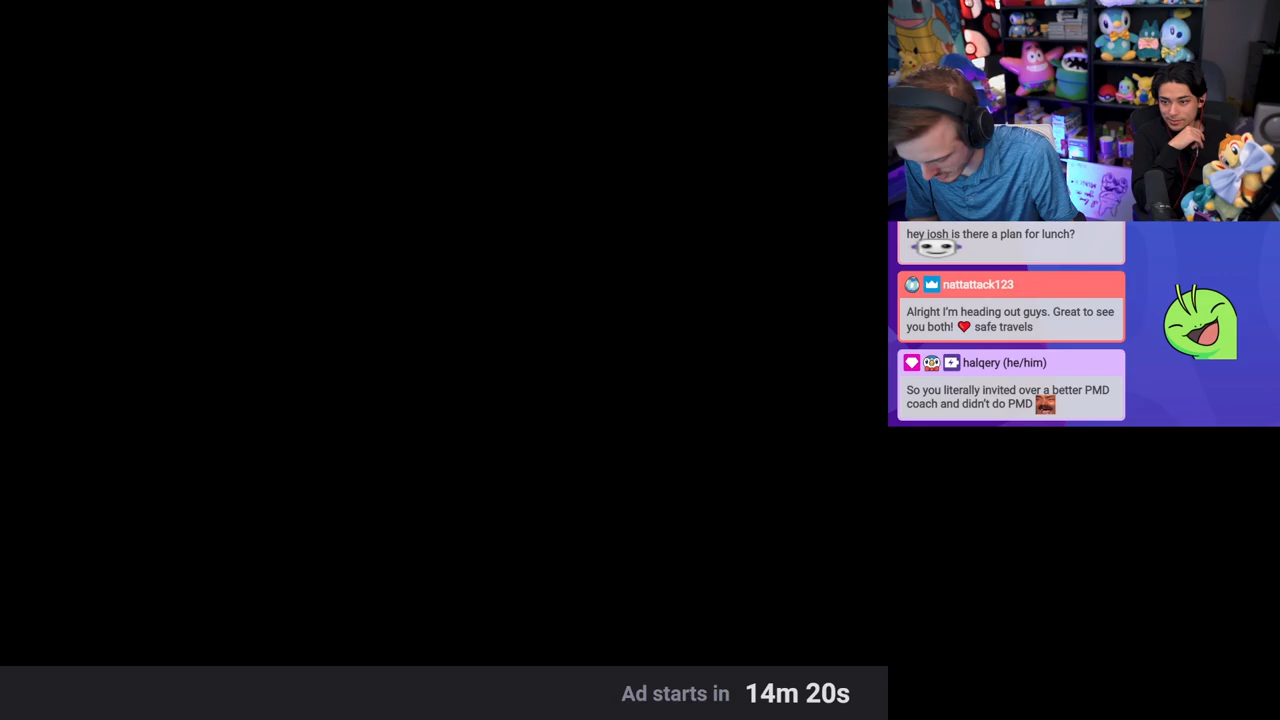 hey josh is there a plan for lunch?
nattattack123
Alright I'm heading out guys. Great to see
you both! ❤️ safe travels
halqery (he/him)
So you literally invited over a better PMD
coach and didn't do PMD
Ad starts in 14m 20s